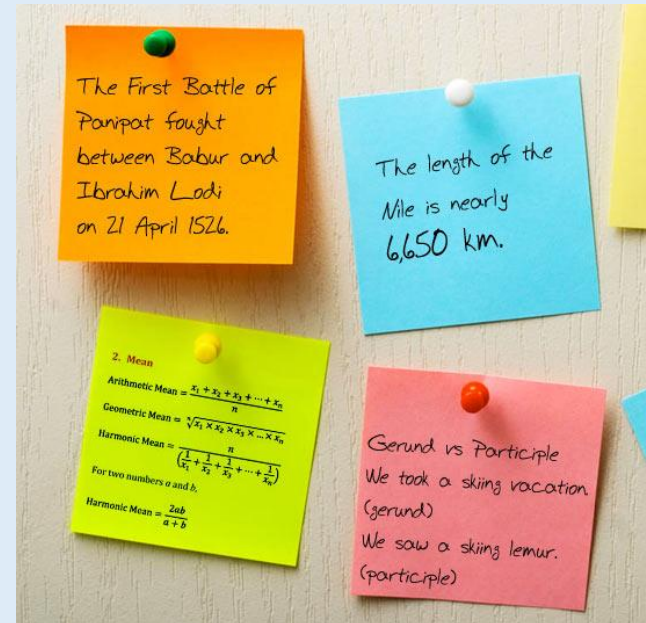 The First Battle of
Panipat fought
between Babur and
Ibrahim Lodi
on 21 April 1526.
The length of the
Nile is nearly
6,650 km.
2. Mean
Arithmetic Mean = (x₁ + x₂ + x₃ + ⋯ + xₙ) / n
Geometric Mean = ⁿ√(x₁ × x₂ × x₃ × … × xₙ)
Harmonic Mean = n / (1/x₁ + 1/x₂ + 1/x₃ + ⋯ + 1/xₙ)
For two numbers a and b,
Harmonic Mean = 2ab / (a + b)
Gerund vs Participle
We took a skiing vacation
(gerund)
We saw a skiing lemur.
(participle)